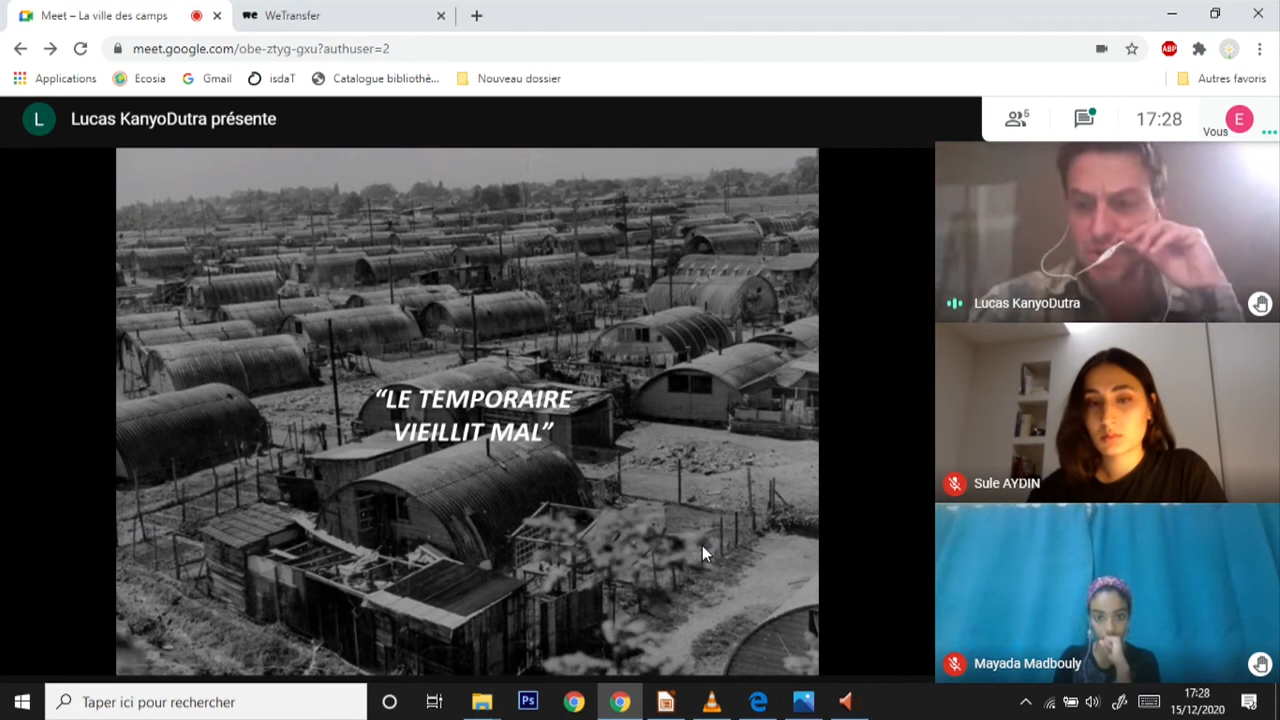 Meet – La ville des camps
WeTransfer
meet.google.com/obe-ztyg-gxu?authuser=2
ABP
Applications
Ecosia
Gmail
isdaT
Catalogue bibliothè...
Nouveau dossier
Autres favoris
L
Lucas KanyoDutra présente
5
17:28
Vous
E
Lucas KanyoDutra
“LE TEMPORAIRE
VIEILLIT MAL”
Sule AYDIN
Mayada Madbouly
Taper ici pour rechercher
Ps
17:28
15/12/2020